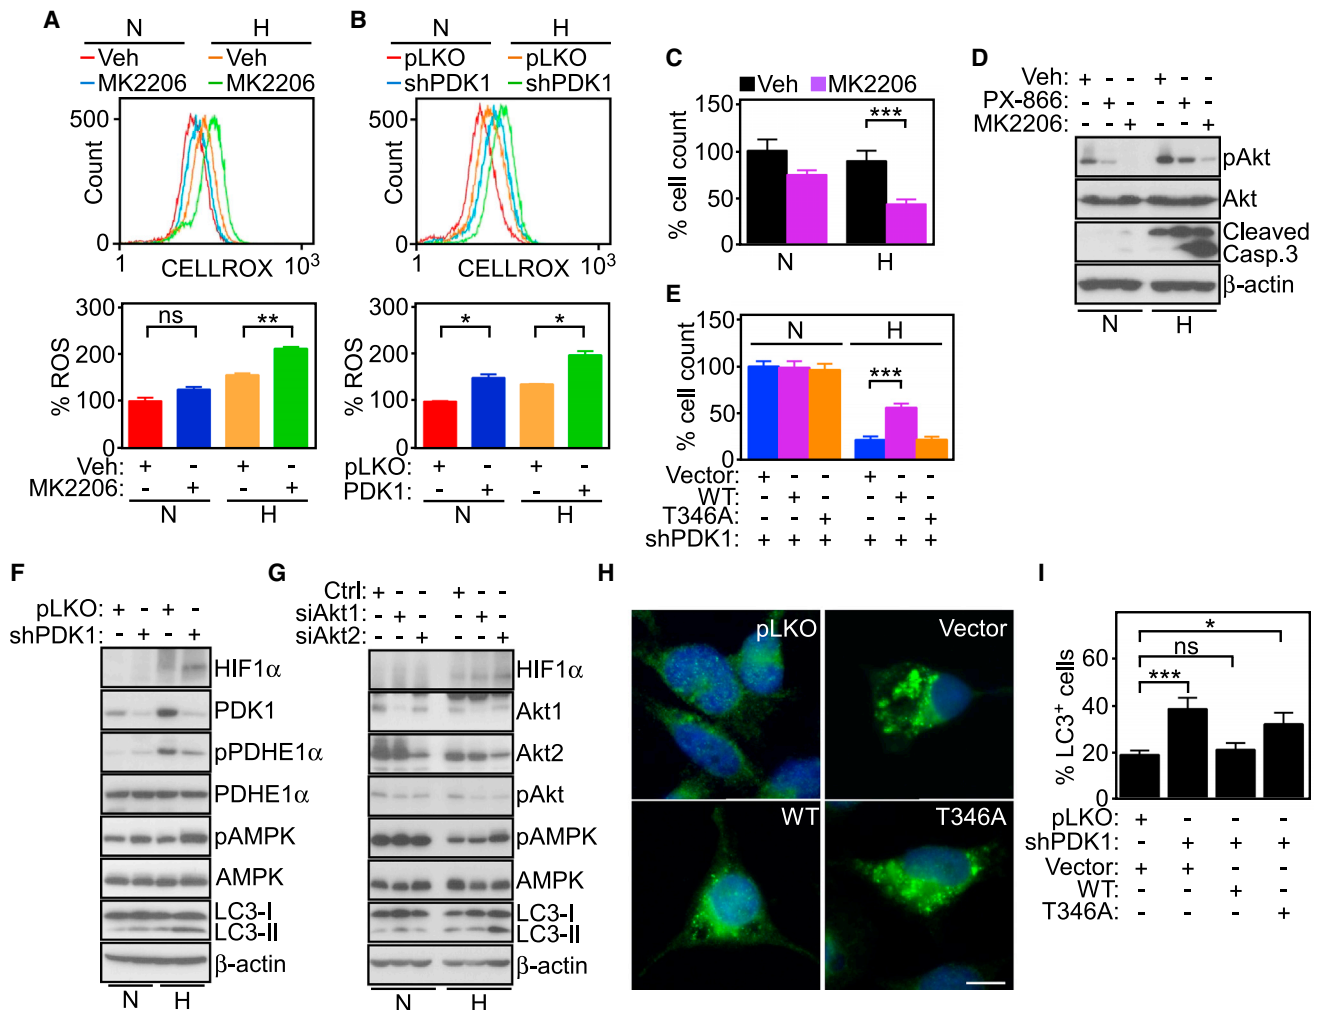 A
N H
Veh Veh
MK2206 MK2206
500
Count
0
1 CELLROX 10³
300
200
100
0
% ROS
ns **
Veh: + - + -
MK2206: - + - +
N H
B
N H
pLKO pLKO
shPDK1 shPDK1
500
Count
0
1 CELLROX 10³
300
200
100
0
% ROS
* *
pLKO: + - + -
PDK1: - + - +
N H
C
Veh MK2206
150
100
50
0
% cell count
***
N H
D
Veh: + - - + - -
PX-866: - + - - + -
MK2206: - - + - - +
pAkt
Akt
Cleaved
Casp.3
β-actin
N H
E
150
100
50
0
% cell count
N H
***
Vector: + - - + - -
WT: - + - - + -
T346A: - - + - - +
shPDK1: + + + + + +
F
pLKO: + - + -
shPDK1: - + - +
HIF1α
PDK1
pPDHE1α
PDHE1α
pAMPK
AMPK
LC3-I
LC3-II
β-actin
N H
G
Ctrl: + - - + - -
siAkt1: - + - - + -
siAkt2: - - + - - +
HIF1α
Akt1
Akt2
pAkt
pAMPK
AMPK
LC3-I
LC3-II
β-actin
N H
H
pLKO Vector
WT T346A
I
60
40
20
0
% LC3⁺ cells
*
ns
***
pLKO: + - - -
shPDK1: - + + +
Vector: + + - -
WT: - - + -
T346A: - - - +